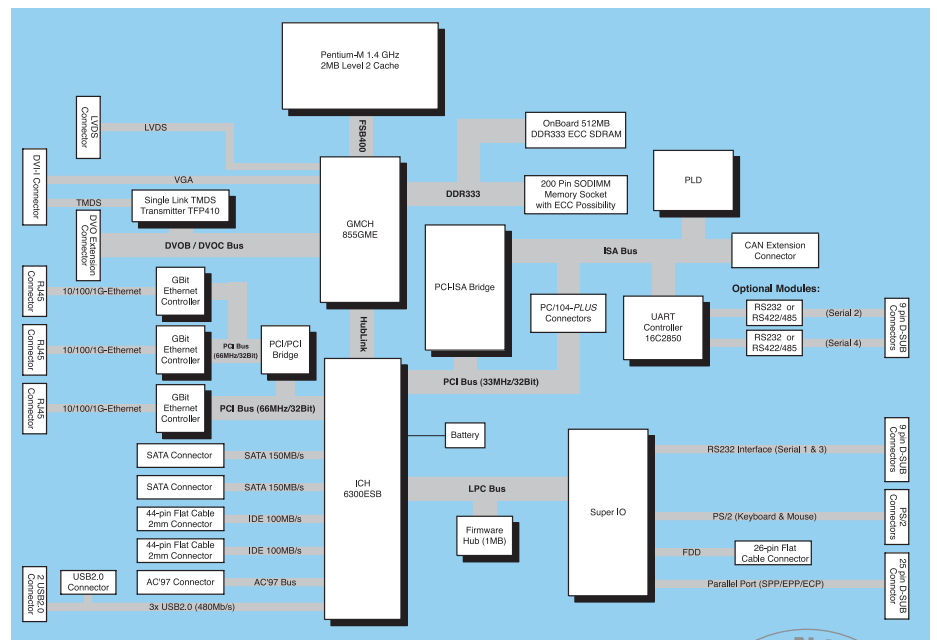 Pentium-M 1.4 GHz
2MB Level 2 Cache
FSB400
LVDS
Connector
LVDS
OnBoard 512MB
DDR333 ECC SDRAM
DVI-I Connector
VGA
TMDS
Single Link TMDS
Transmitter TFP410
GMCH
855GME
DDR333
200 Pin SODIMM
Memory Socket
with ECC Possibility
PLD
DVO Extension
Connector
DVOB / DVOC Bus
PCI-ISA Bridge
ISA Bus
CAN Extension
Connector
RJ45
Connector
10/100/1G-Ethernet
GBit
Ethernet
Controller
HubLink
PC/104-PLUS
Connectors
UART
Controller
16C2850
Optional Modules:
RS232 or
RS422/485
(Serial 2)
RS232 or
RS422/485
(Serial 4)
9 pin D-SUB
Connectors
RJ45
Connector
10/100/1G-Ethernet
GBit
Ethernet
Controller
PCI Bus
(66MHz/32Bit)
PCI/PCI
Bridge
PCI Bus (33MHz/32Bit)
RJ45
Connector
10/100/1G-Ethernet
GBit
Ethernet
Controller
PCI Bus (66MHz/32Bit)
Battery
SATA Connector
SATA 150MB/s
SATA Connector
SATA 150MB/s
44-pin Flat Cable
2mm Connector
IDE 100MB/s
44-pin Flat Cable
2mm Connector
IDE 100MB/s
AC'97 Connector
AC'97 Bus
2 USB2.0
Connector
USB2.0
Connector
3x USB2.0 (480Mb/s)
ICH
6300ESB
LPC Bus
Firmware
Hub (1MB)
Super IO
RS232 Interface (Serial 1 & 3)
9 pin D-SUB
Connectors
PS/2 (Keyboard & Mouse)
PS/2
Connectors
FDD
26-pin Flat
Cable Connector
Parallel Port (SPP/EPP/ECP)
25 pin D-SUB
Connctor